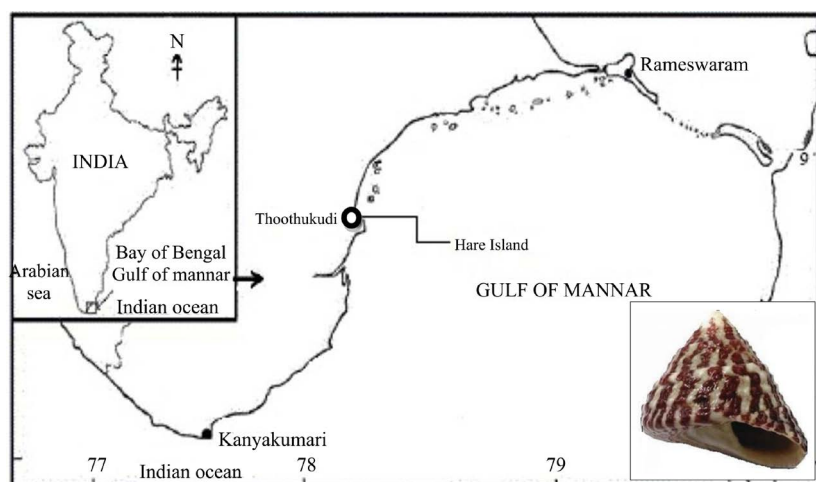 N
INDIA
Bay of Bengal
Gulf of mannar
Arabian
sea
Indian ocean
Rameswaram
9
Thoothukudi
Hare Island
GULF OF MANNAR
Kanyakumari
77
78
79
Indian ocean